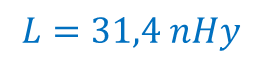 L = 31,4 nHy